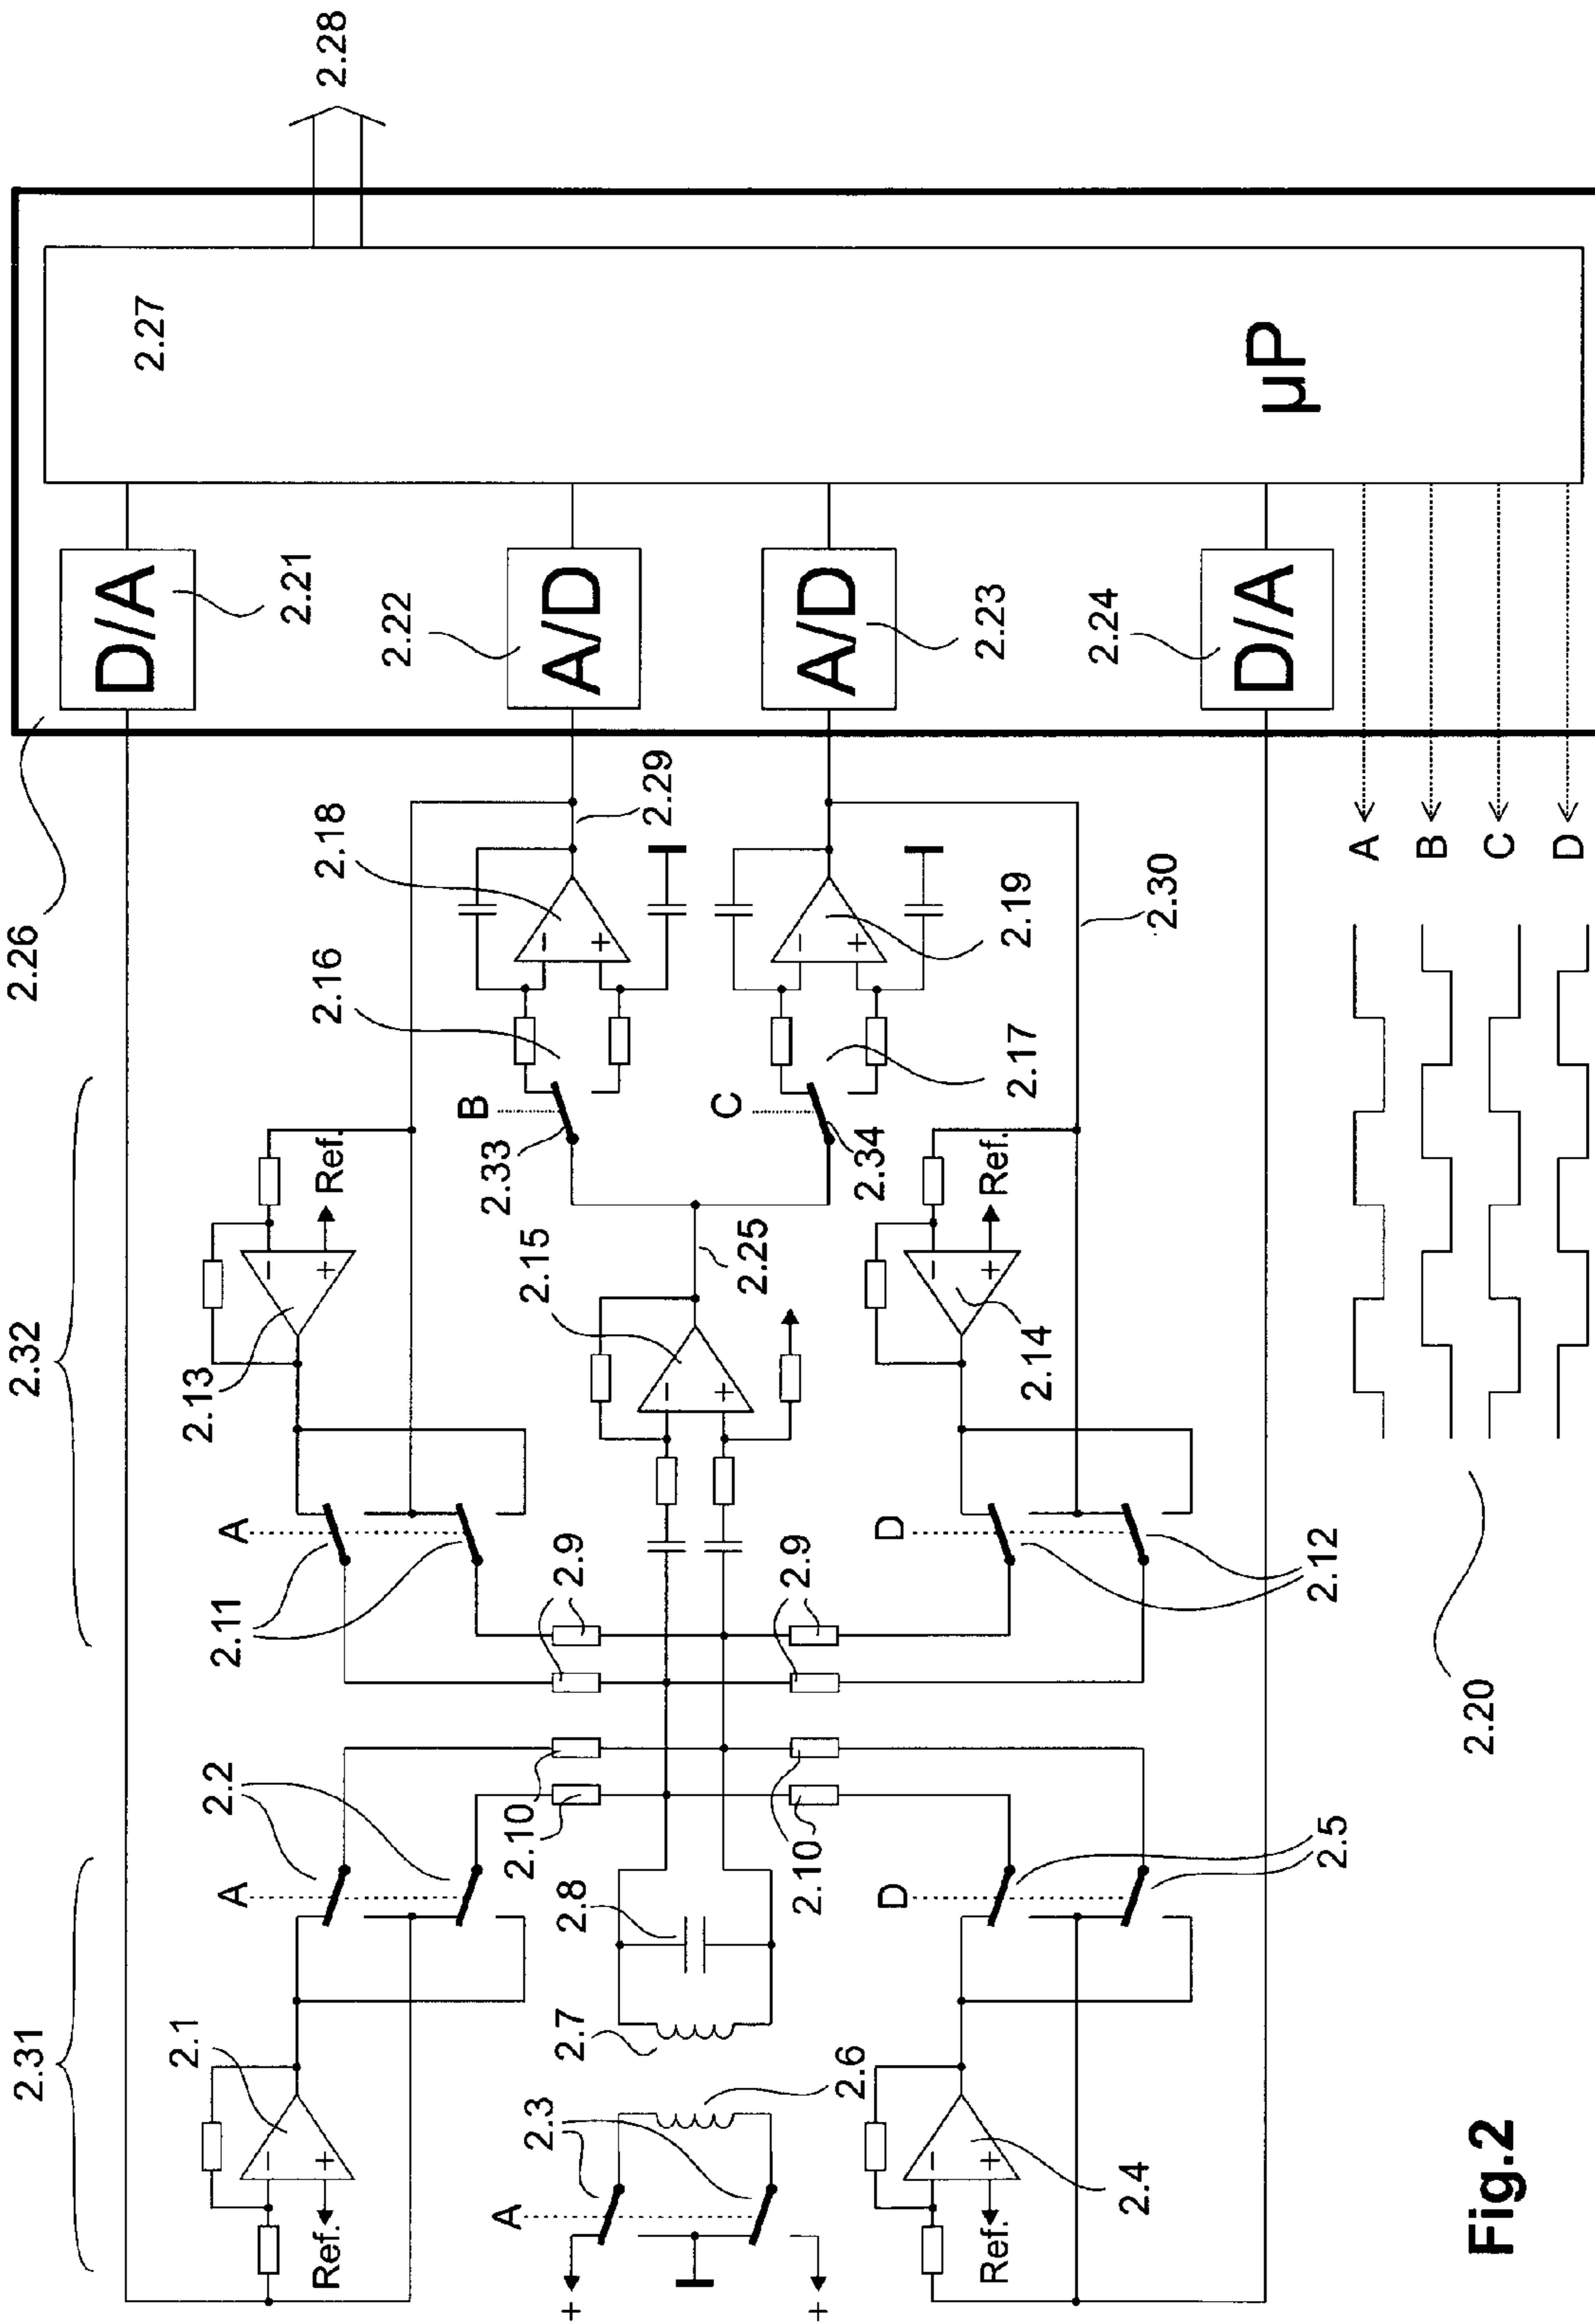 2.28
2.27
µP
D/A
2.21
2.22
A/D
A/D
2.23
2.24
D/A
2.26
A
B
C
D
2.18
2.29
2.16
B
2.33
2.19
2.30
2.17
C
2.34
2.32
2.13
Ref.
2.15
2.25
2.14
Ref.
A
2.11
2.9
2.9
D
2.12
2.20
2.31
2.2
A
2.10
2.10
2.8
2.7
D
2.5
2.1
Ref.
2.3
A
2.6
2.4
Ref.
+
+
-
+
-
+
-
+
-
+
-
+
-
+
-
+
Fig.2